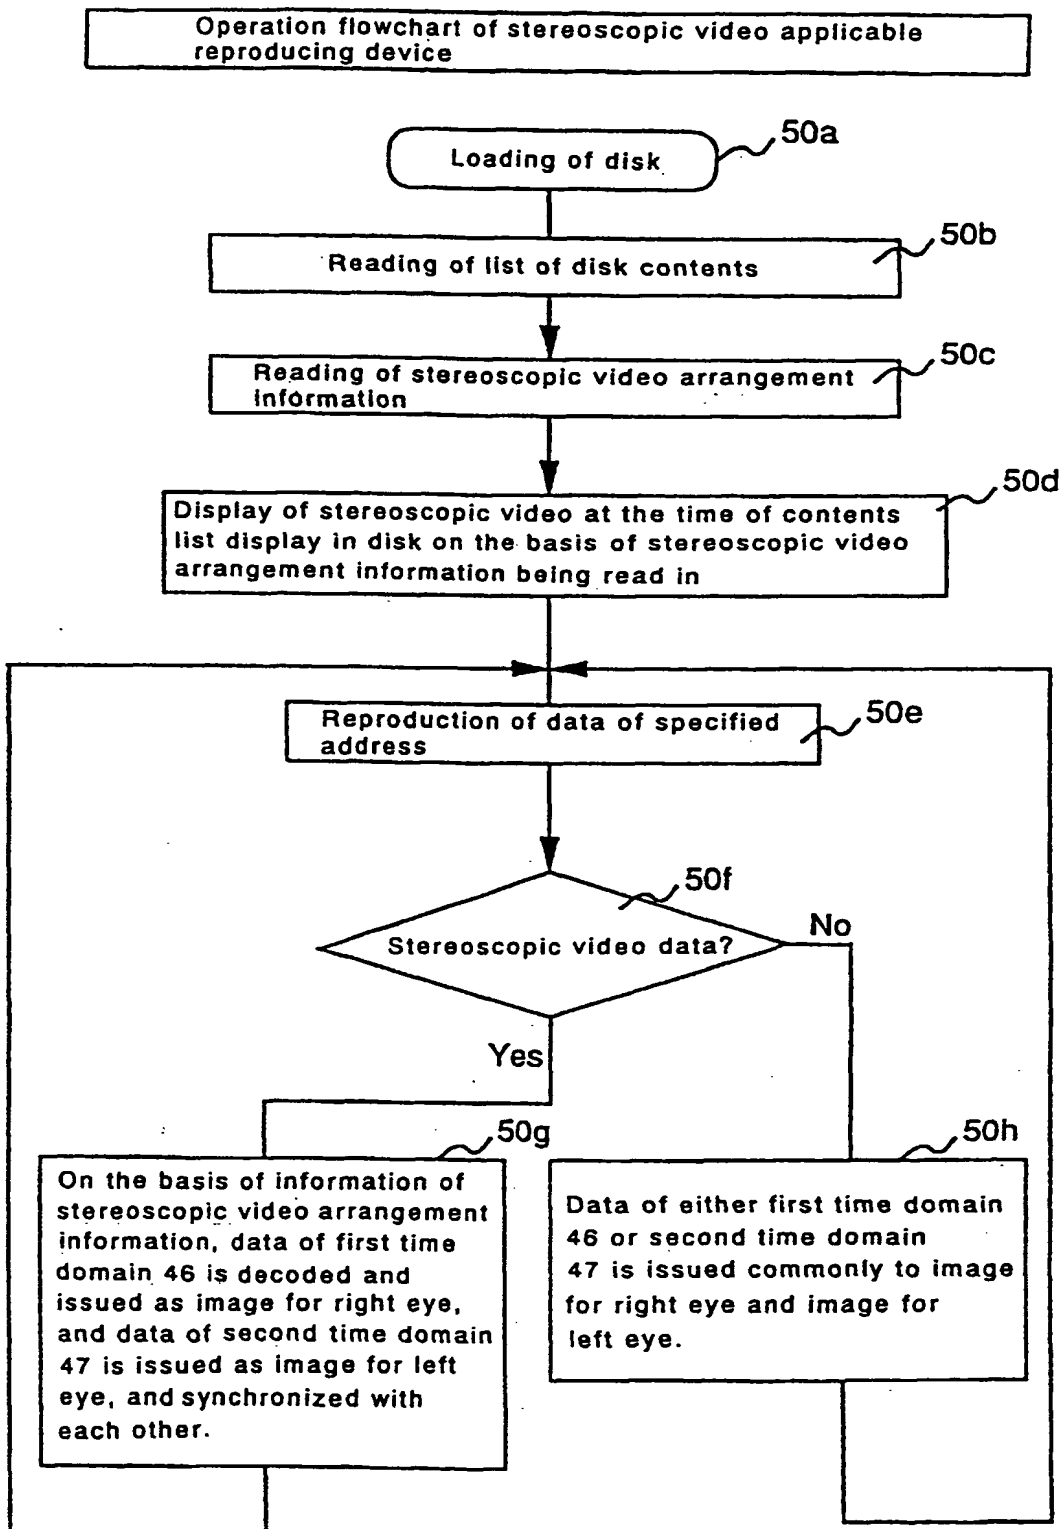 Operation flowchart of stereoscopic video applicable
reproducing device
50a
Loading of disk
50b
Reading of list of disk contents
50c
Reading of stereoscopic video arrangement
information
50d
Display of stereoscopic video at the time of contents
list display in disk on the basis of stereoscopic video
arrangement information being read in
50e
Reproduction of data of specified
address
50f
Stereoscopic video data?
No
Yes
50g
On the basis of information of
stereoscopic video arrangement
information, data of first time
domain 46 is decoded and
issued as image for right eye,
and data of second time domain
47 is issued as image for left
eye, and synchronized with
each other.
50h
Data of either first time domain
46 or second time domain
47 is issued commonly to image
for right eye and image for
left eye.